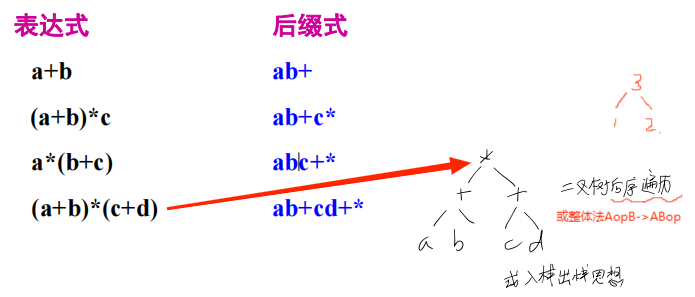 表达式 后缀式
a+b ab+
(a+b)*c ab+c*
a*(b+c) abc+*
(a+b)*(c+d) ab+cd+*
*
+ +
a b c d
3
1 2
二叉树后序遍历
或整体法AopB->ABop
或入栈出栈思想